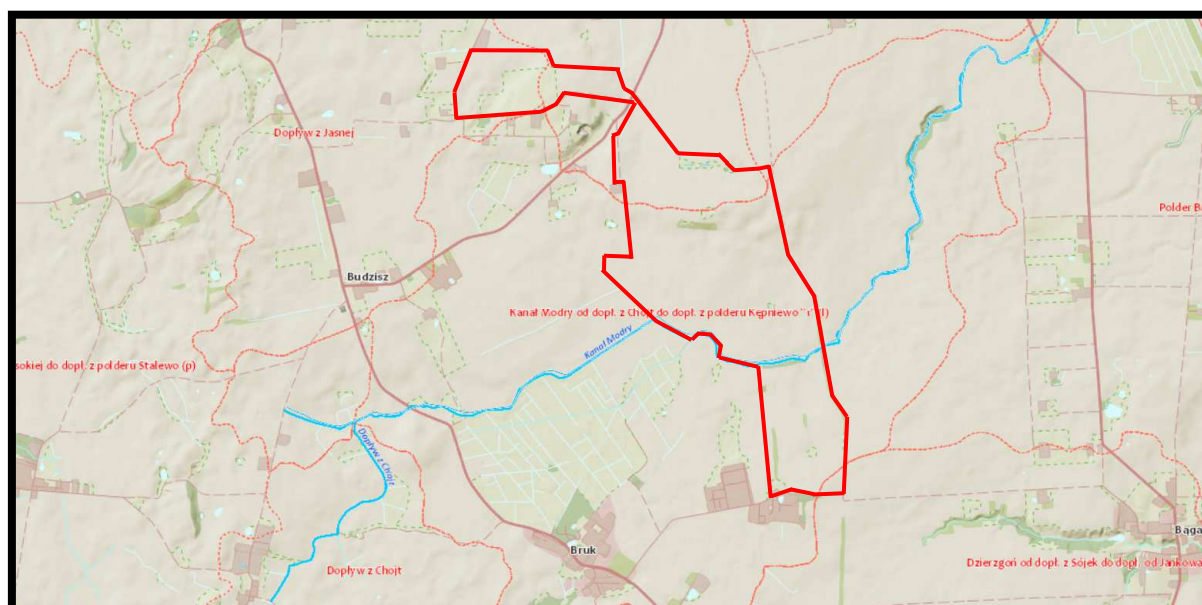 Dopływ z Jasnej
Polder B
Budzisz
Kanał Modry od dopł. z Chojt do dopł. z polderu Kępniewo "1" (l)
Kanał Modry
sokiej do dopł. z polderu Stalewo (p)
Dopływ z Chojt
Bruk
Bąga
Dopływ z Chojt
Dzierzgoń od dopł. z Sójek do dopł. od Jankowa